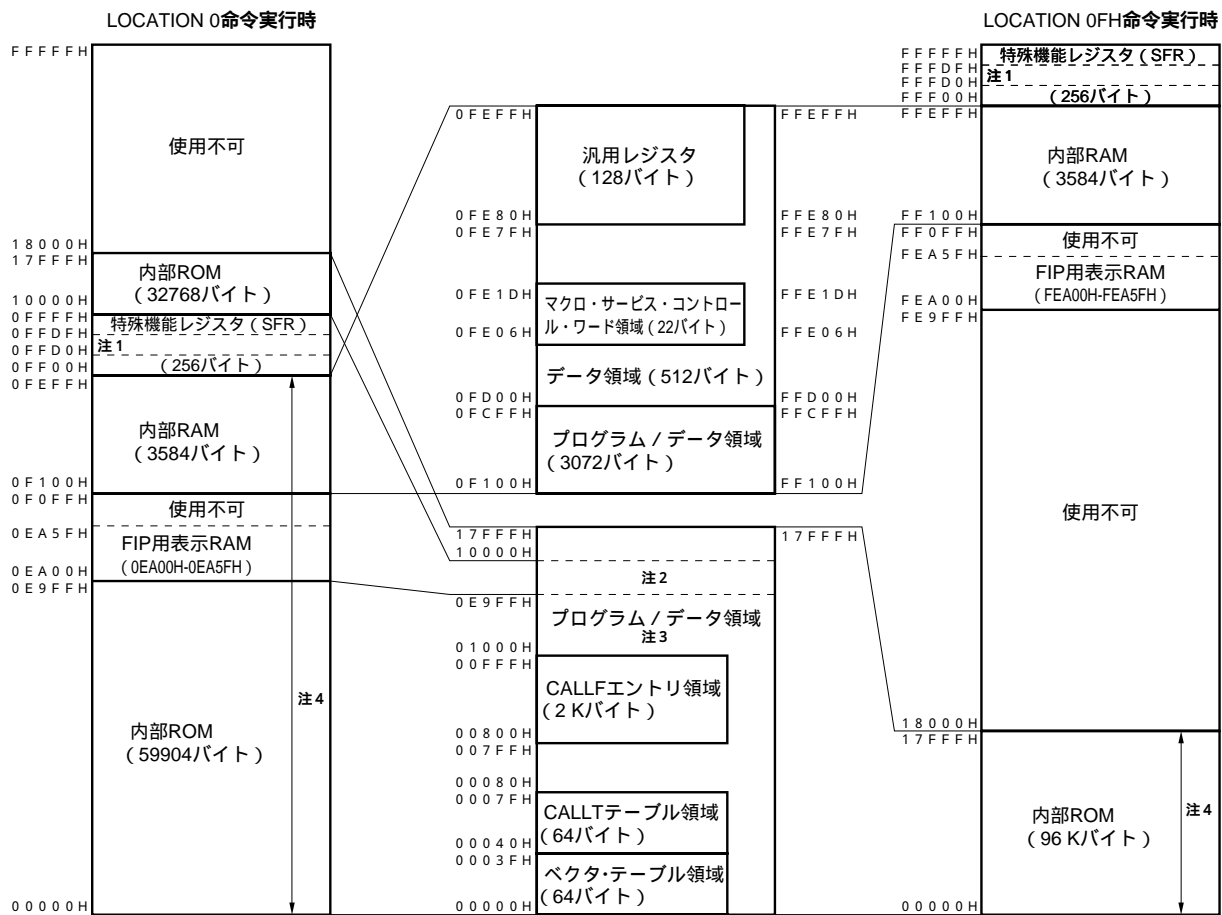 LOCATION 0命令実行時
FFFFFH
使用不可
18000H
17FFFH
内部ROM
（32768バイト）
10000H
0FFFFH
特殊機能レジスタ（SFR）
0FFDFH
注1
0FFD0H
0FF00H
（256バイト）
0FEFFH
内部RAM
（3584バイト）
0F100H
0F0FFH
使用不可
0EA5FH
FIP用表示RAM
（0EA00H-0EA5FH）
0EA00H
0E9FFH
注4
内部ROM
（59904バイト）
00000H
0FEFFH
FFEFFH
汎用レジスタ
（128バイト）
0FE80H
FFE80H
0FE7FH
FFE7FH
0FE1DH
FFE1DH
マクロ・サービス・コントロー
ル・ワード領域（22バイト）
0FE06H
FFE06H
データ領域（512バイト）
0FD00H
FFD00H
0FCFFH
FFCFFH
プログラム／データ領域
（3072バイト）
0F100H
FF100H
17FFFH
17FFFH
10000H
注2
0E9FFH
プログラム／データ領域
注3
01000H
00FFFH
CALLFエントリ領域
（2 Kバイト）
00800H
007FFH
00080H
0007FH
CALLTテーブル領域
（64バイト）
00040H
0003FH
ベクタ・テーブル領域
（64バイト）
00000H
LOCATION 0FH命令実行時
FFFFFH
特殊機能レジスタ（SFR）
FFFDFH
注1
FFFD0H
FFF00H
（256バイト）
FFEFFH
内部RAM
（3584バイト）
FF100H
FF0FFH
使用不可
FEA5FH
FIP用表示RAM
（FEA00H-FEA5FH）
FEA00H
FE9FFH
使用不可
18000H
17FFFH
内部ROM
（96 Kバイト）
注4
00000H